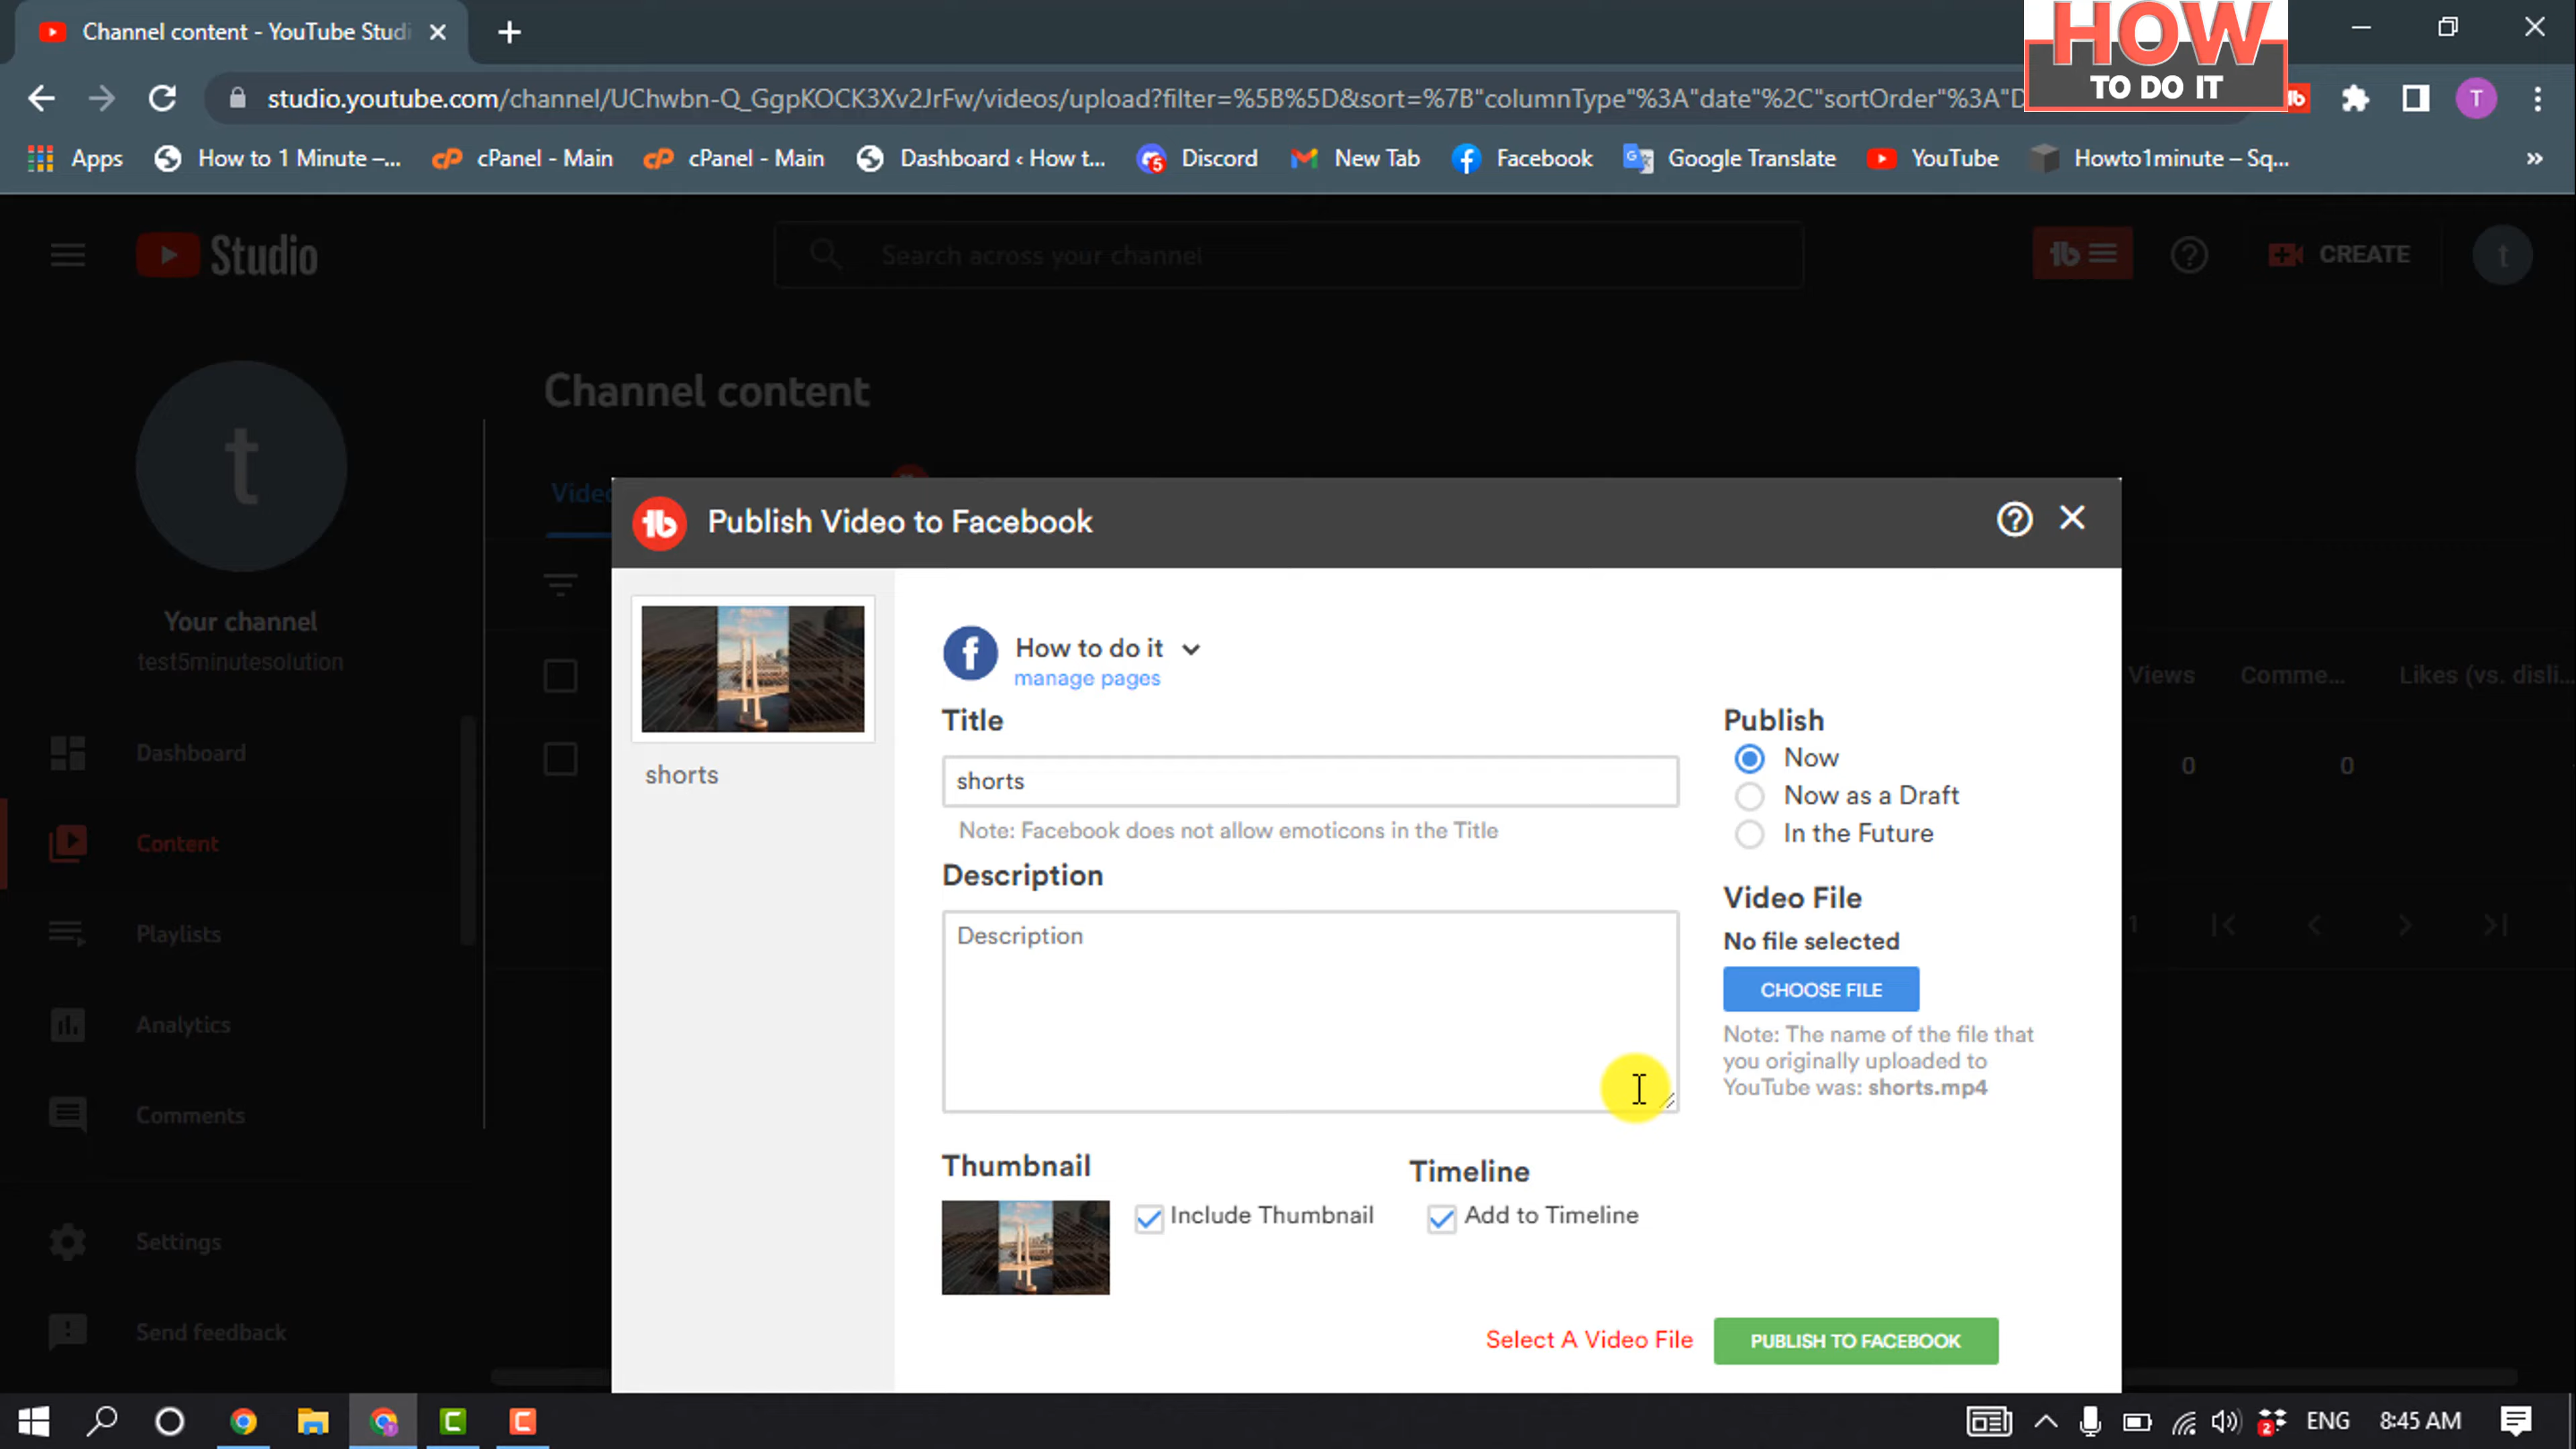 Channel content - YouTube Studi
HOW
TO DO IT
studio.youtube.com/channel/UChwbn-Q_GgpKOCK3Xv2JrFw/videos/upload?filter=%5B%5D&sort=%7B"columnType"%3A"date"%2C"sortOrder"%3A"D
T
Apps How to 1 Minute –... cPanel - Main cPanel - Main Dashboard ‹ How t... 5 Discord New Tab Facebook Google Translate YouTube Howto1minute – Sq... »
Studio Search across your channel CREATE t
t
Channel content
Your channel
test5minutesolution
Dashboard
Content
Playlists
Analytics
Comments
Settings
Send feedback
Views Comme... Likes (vs. disli...
0 0
1
Publish Video to Facebook
shorts
How to do it
manage pages
Title
shorts
Note: Facebook does not allow emoticons in the Title
Description
Description
Thumbnail
Include Thumbnail
Timeline
Add to Timeline
Publish
Now
Now as a Draft
In the Future
Video File
No file selected
CHOOSE FILE
Note: The name of the file that
you originally uploaded to
YouTube was: shorts.mp4
Select A Video File PUBLISH TO FACEBOOK
2 ENG 8:45 AM